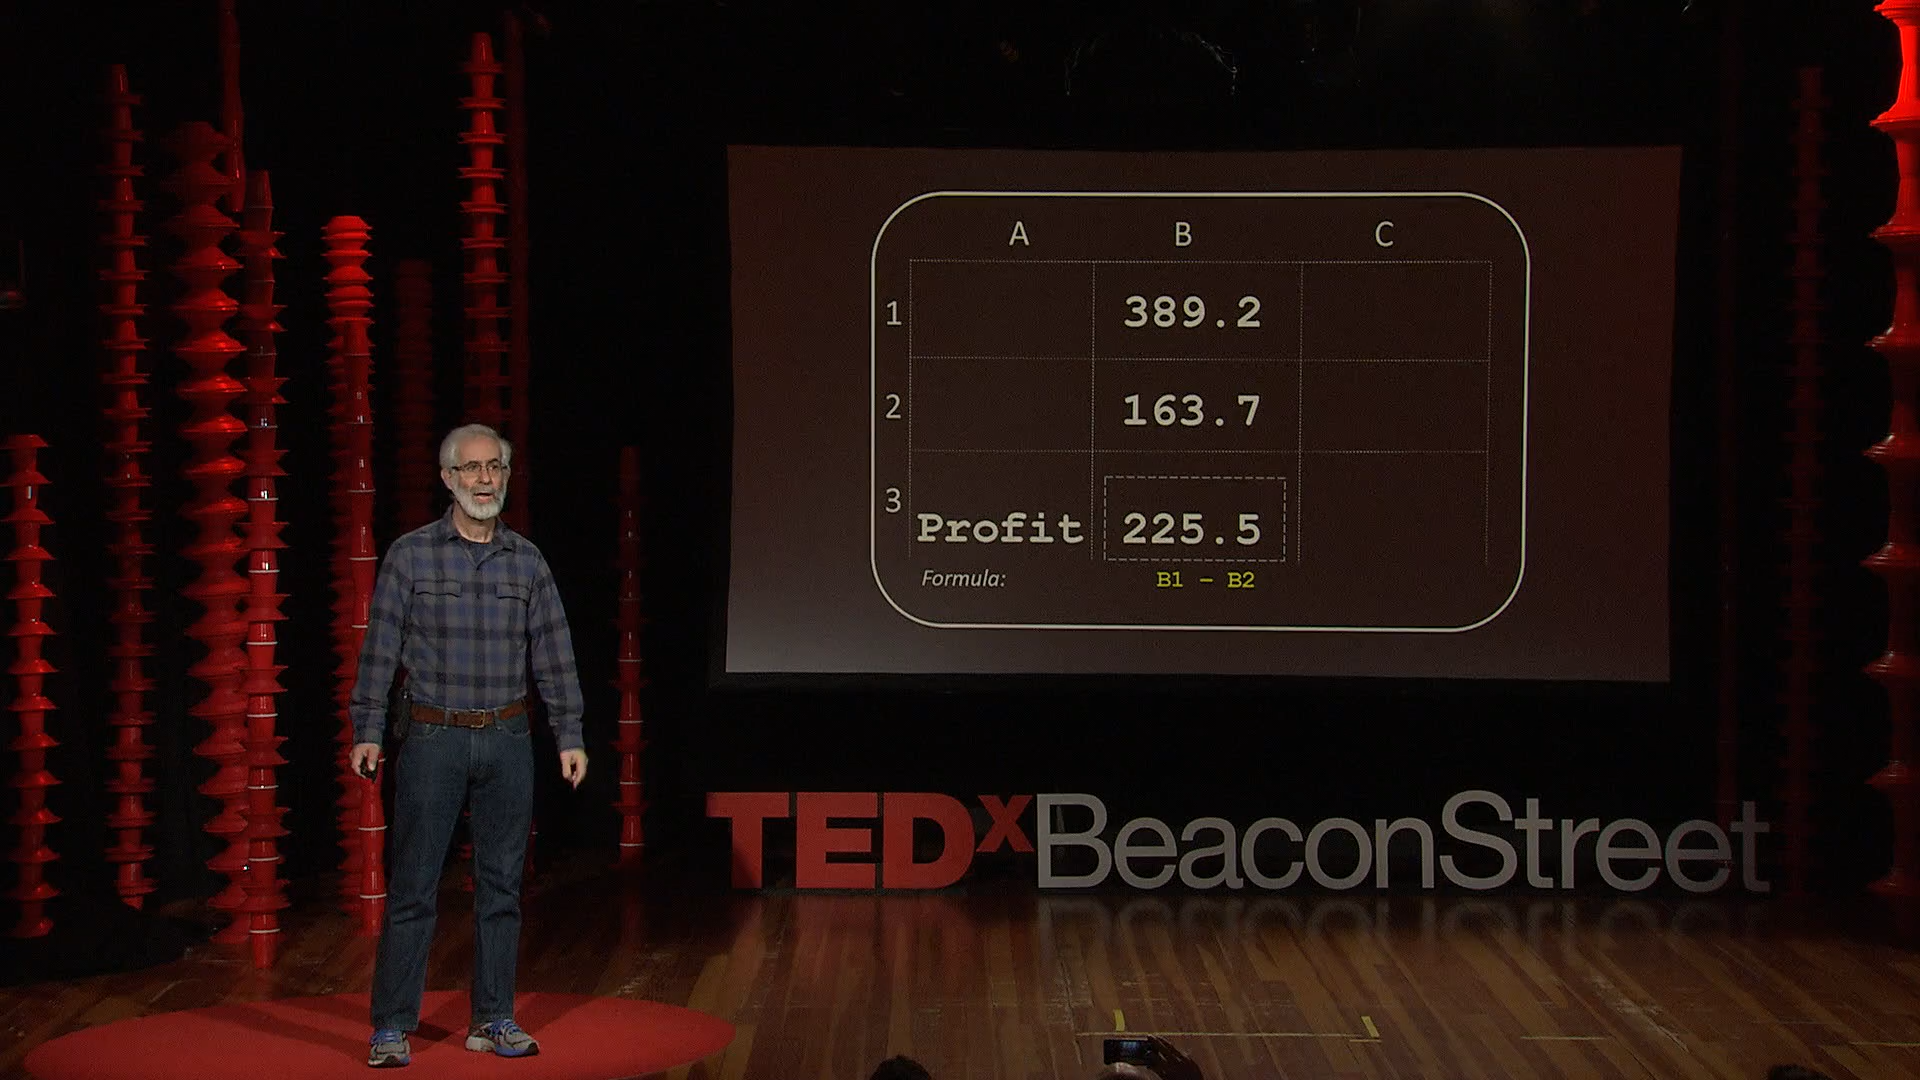 A B C
1 389.2
2 163.7
3 Profit 225.5
Formula: B1 - B2
TEDxBeaconStreet